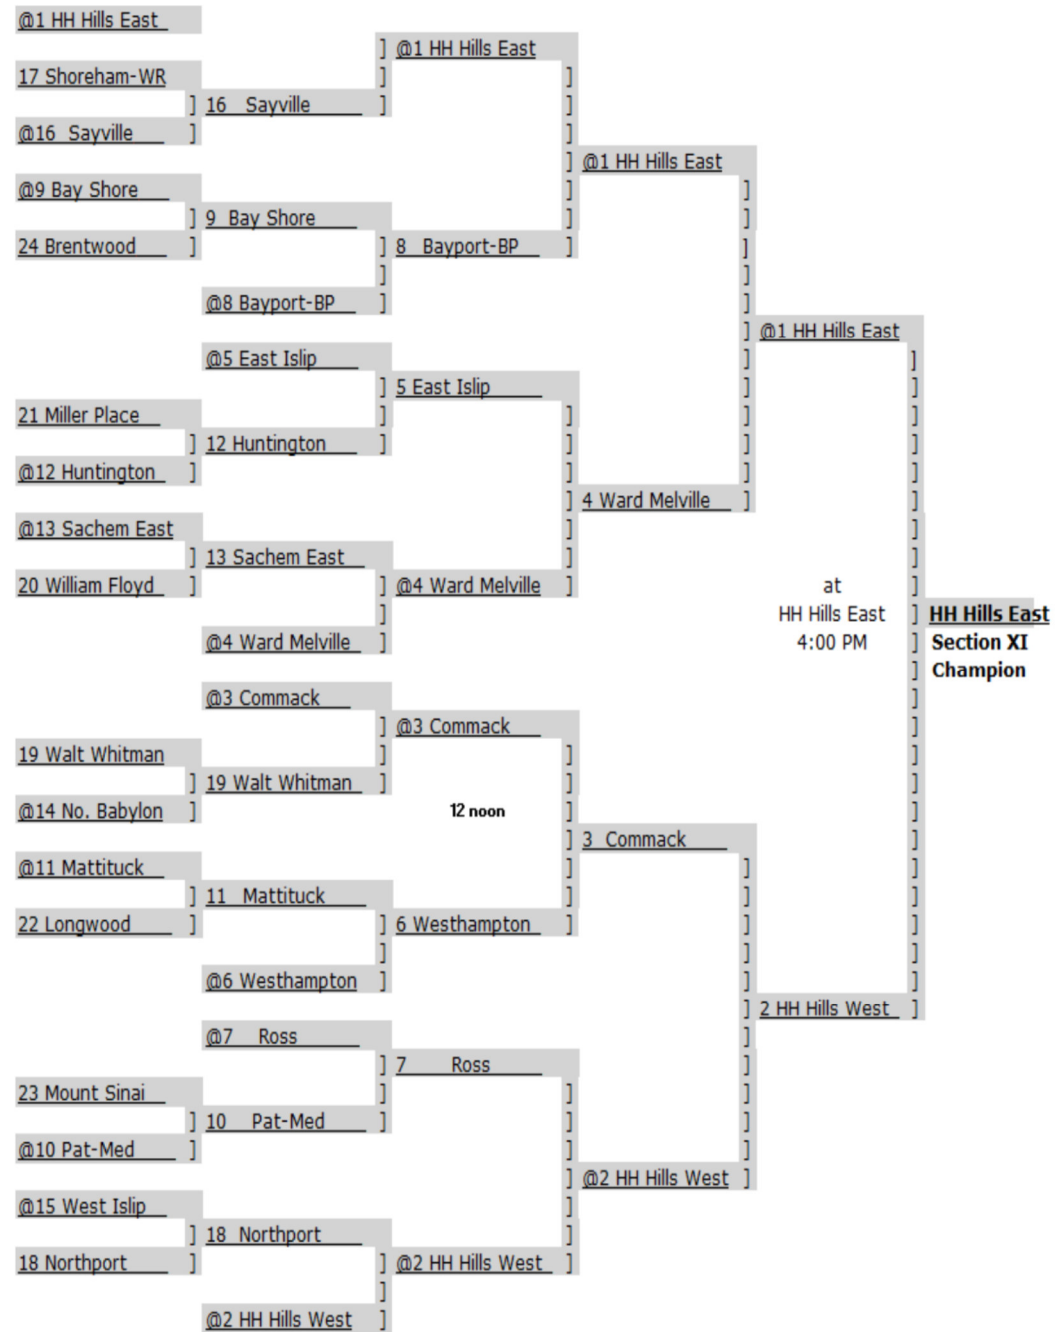 @1 HH Hills East
@1 HH Hills East
17 Shoreham-WR
16 Sayville
@16 Sayville
@1 HH Hills East
@9 Bay Shore
9 Bay Shore
24 Brentwood
8 Bayport-BP
@8 Bayport-BP
@1 HH Hills East
@5 East Islip
5 East Islip
21 Miller Place
12 Huntington
@12 Huntington
4 Ward Melville
@13 Sachem East
13 Sachem East
20 William Floyd
@4 Ward Melville
@4 Ward Melville
at
HH Hills East
4:00 PM
HH Hills East
Section XI
Champion
@3 Commack
@3 Commack
19 Walt Whitman
19 Walt Whitman
@14 No. Babylon
12 noon
3 Commack
@11 Mattituck
11 Mattituck
22 Longwood
6 Westhampton
@6 Westhampton
2 HH Hills West
@7 Ross
7 Ross
23 Mount Sinai
10 Pat-Med
@10 Pat-Med
@2 HH Hills West
@15 West Islip
18 Northport
18 Northport
@2 HH Hills West
@2 HH Hills West